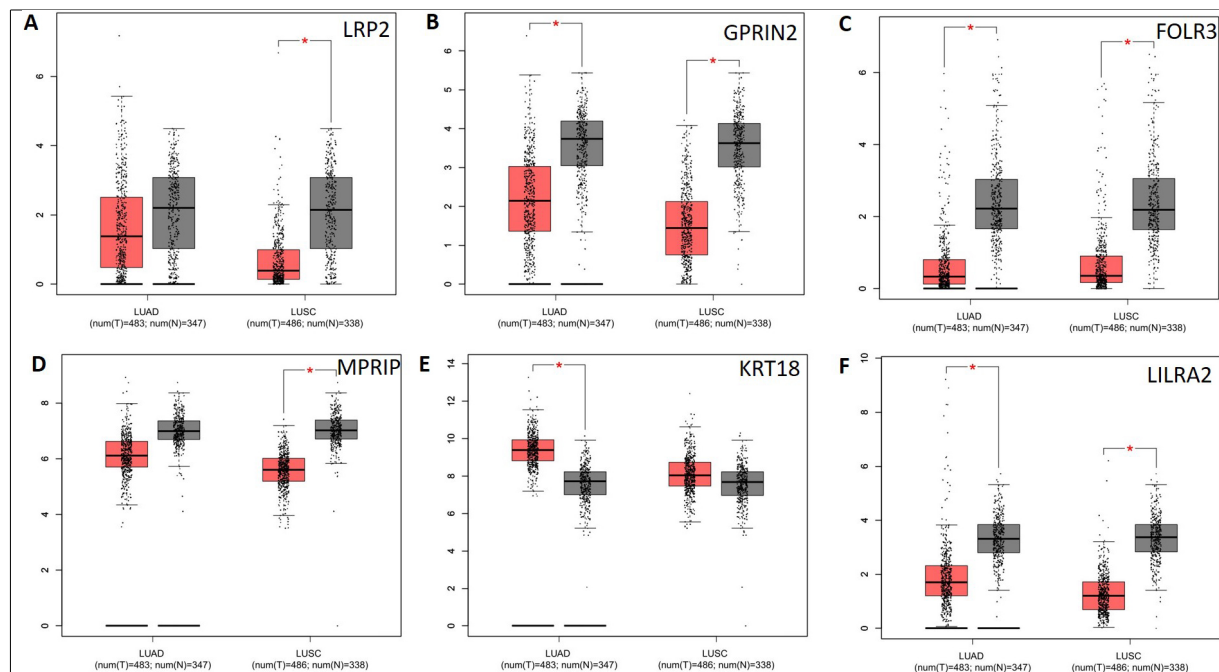 A
LRP2
*
6
4
2
0
LUAD
(num(T)=483; num(N)=347)
LUSC
(num(T)=486; num(N)=338)
B
GPRIN2
*
*
6
5
4
3
2
1
0
LUAD
(num(T)=483; num(N)=347)
LUSC
(num(T)=486; num(N)=338)
C
FOLR3
*
*
6
4
2
0
LUAD
(num(T)=483; num(N)=347)
LUSC
(num(T)=486; num(N)=338)
D
MPRIP
*
8
6
4
2
0
LUAD
(num(T)=483; num(N)=347)
LUSC
(num(T)=486; num(N)=338)
E
KRT18
*
14
12
10
8
6
4
2
0
LUAD
(num(T)=483; num(N)=347)
LUSC
(num(T)=486; num(N)=338)
F
LILRA2
*
*
10
8
6
4
2
0
LUAD
(num(T)=483; num(N)=347)
LUSC
(num(T)=486; num(N)=338)